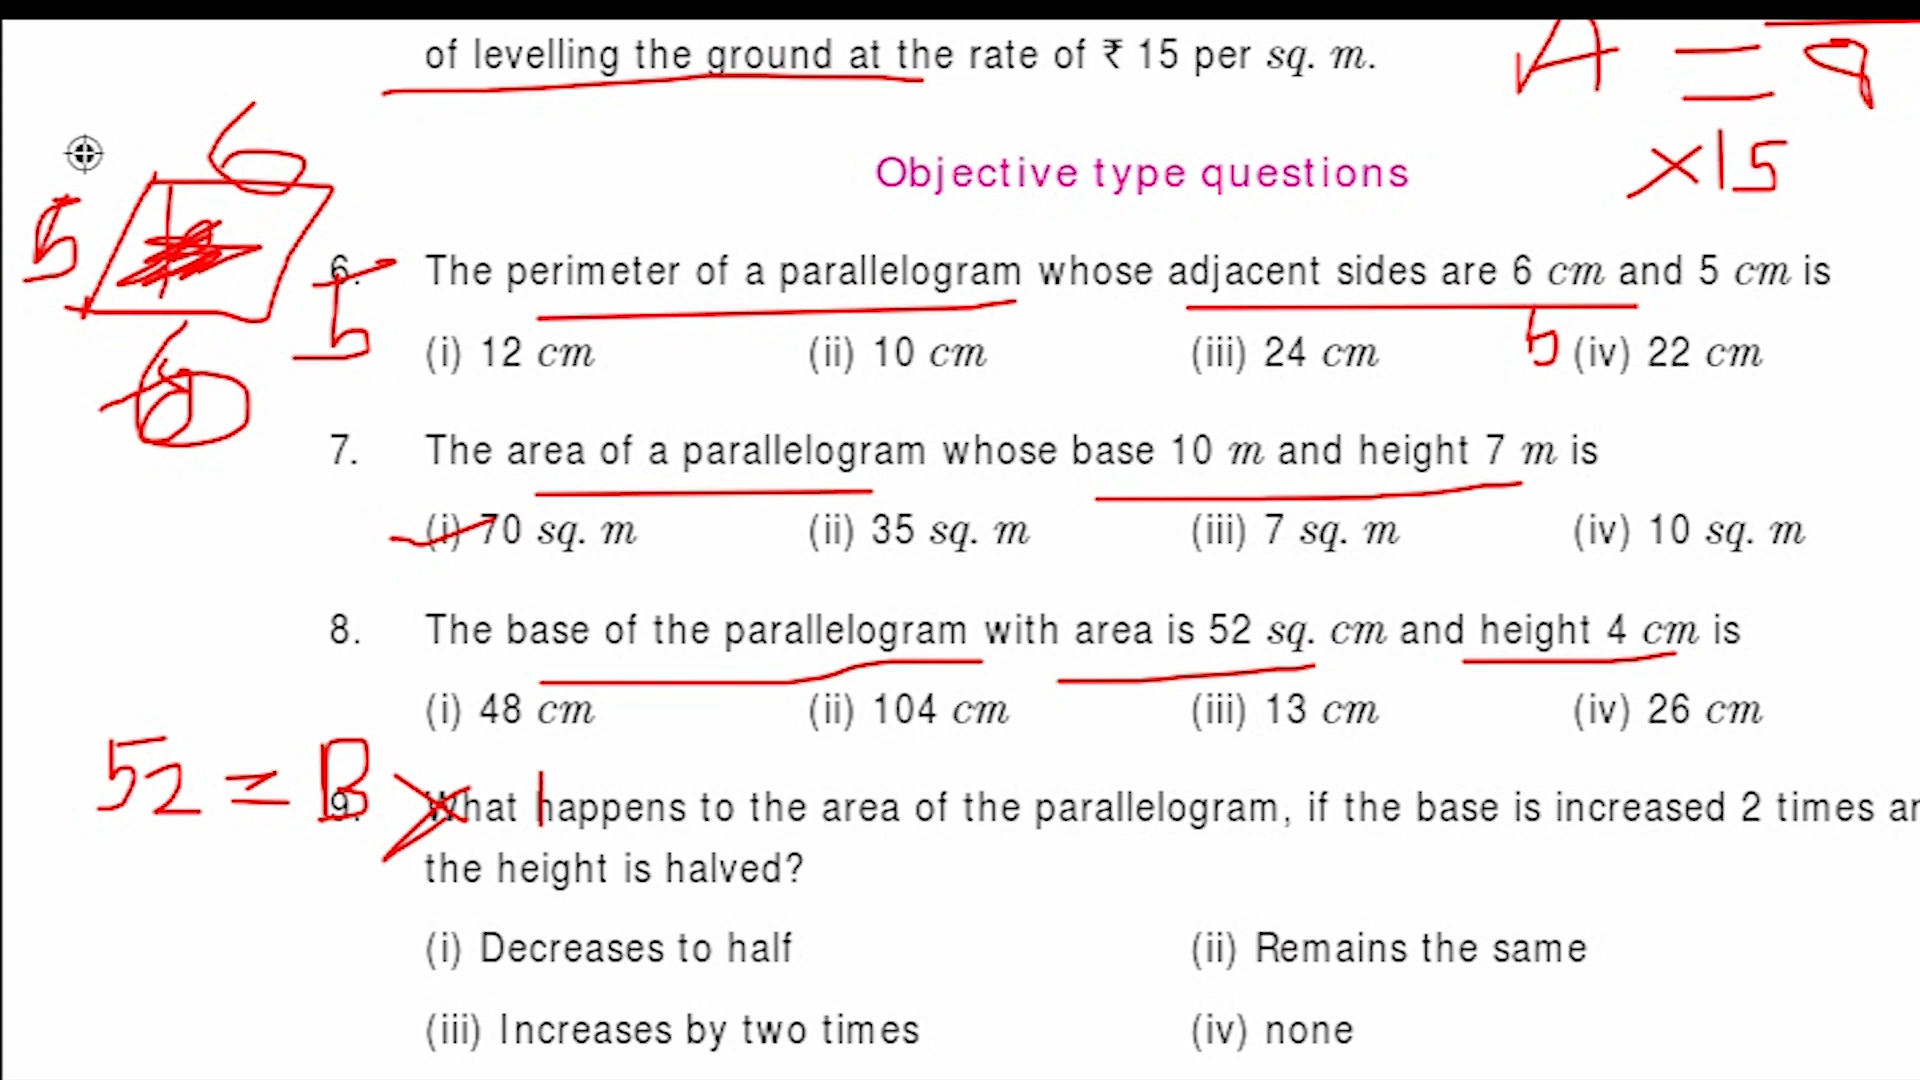 of levelling the ground at the rate of ₹ 15 per sq. m.
A = 9
×15
Objective type questions
6
5
6. The perimeter of a parallelogram whose adjacent sides are 6 cm and 5 cm is
5
5
6
(i) 12 cm (ii) 10 cm (iii) 24 cm (iv) 22 cm
7. The area of a parallelogram whose base 10 m and height 7 m is
(i) 70 sq. m (ii) 35 sq. m (iii) 7 sq. m (iv) 10 sq. m
8. The base of the parallelogram with area is 52 sq. cm and height 4 cm is
(i) 48 cm (ii) 104 cm (iii) 13 cm (iv) 26 cm
52 = B ×
9. What happens to the area of the parallelogram, if the base is increased 2 times
the height is halved?
(i) Decreases to half (ii) Remains the same
(iii) Increases by two times (iv) none